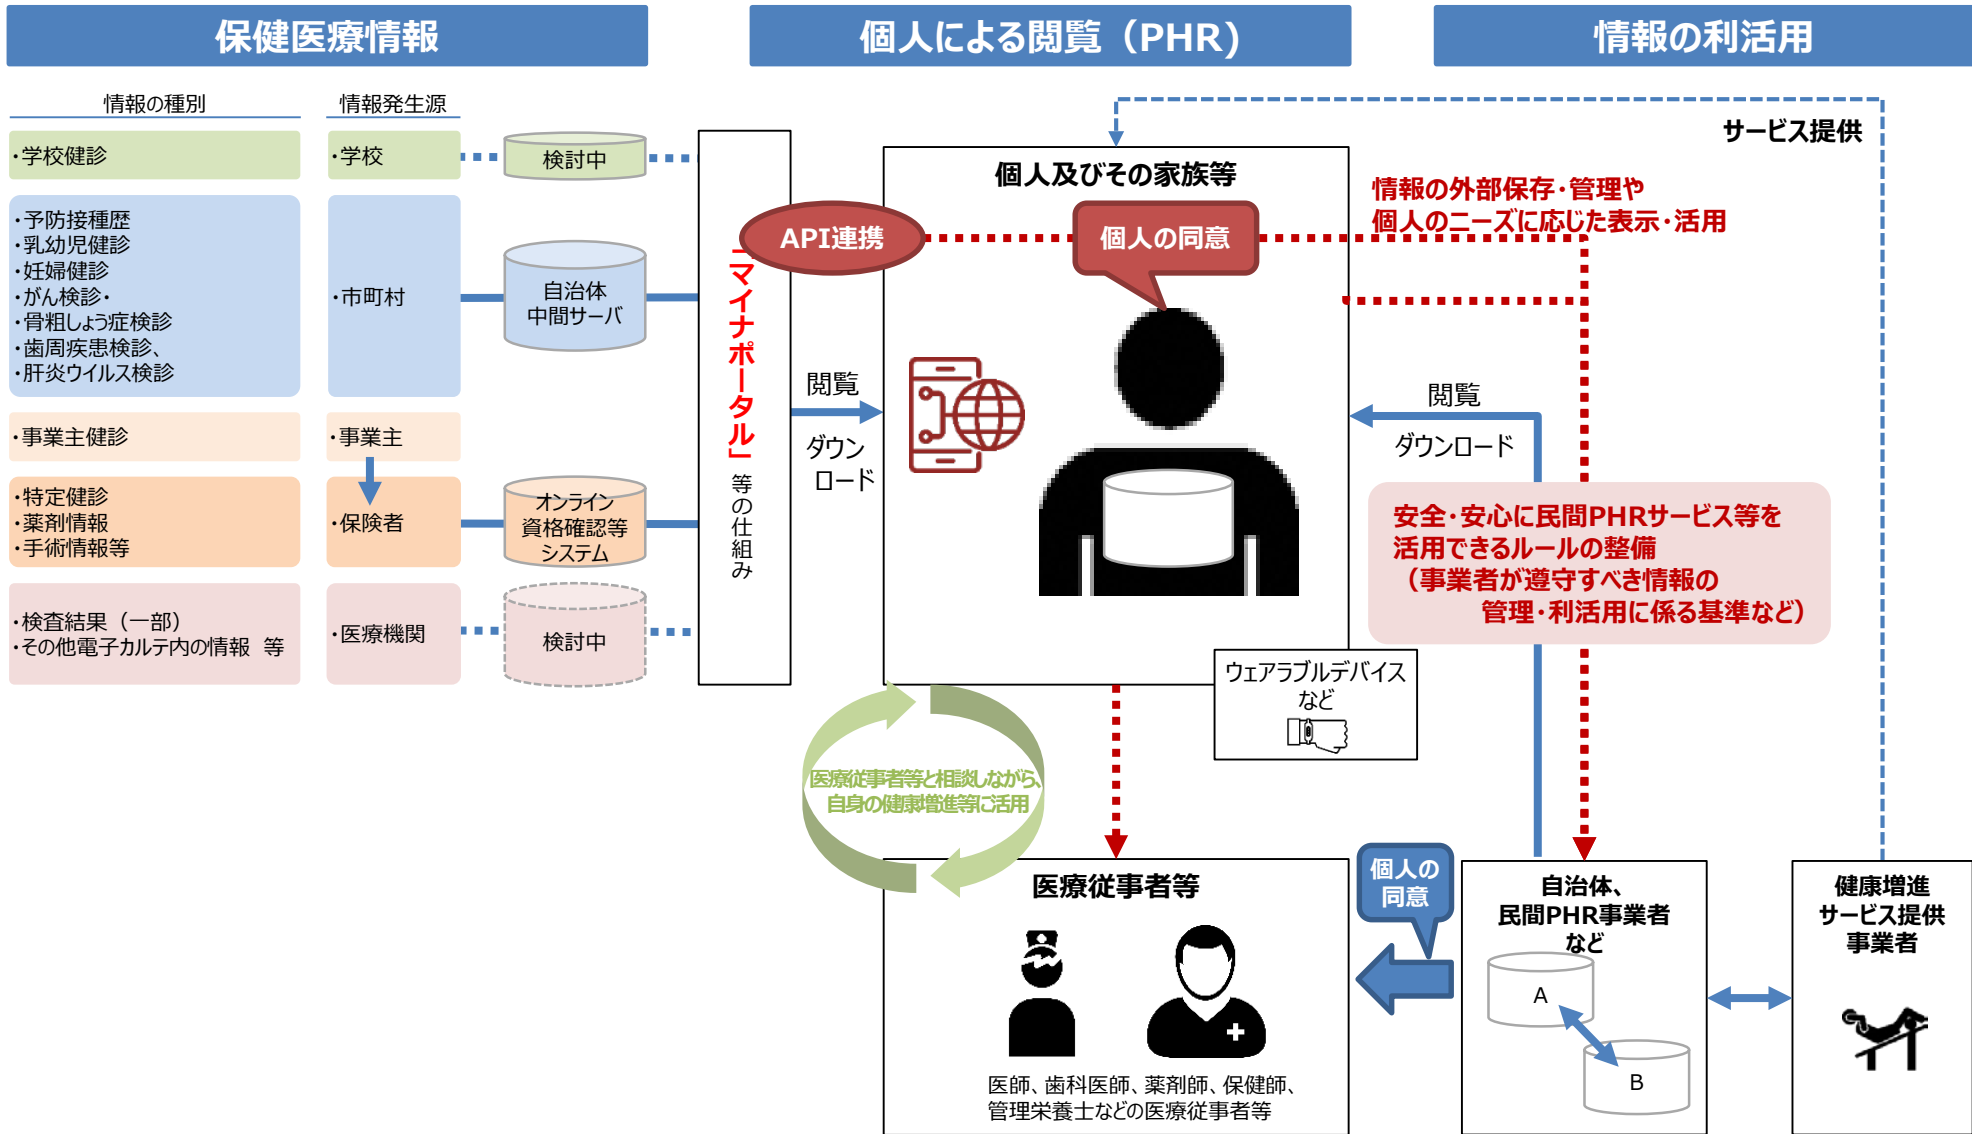 保健医療情報
個人による閲覧（PHR）
情報の利活用
情報の種別
情報発生源
・学校健診
・学校
検討中
・予防接種歴
・乳幼児健診
・妊婦健診
・がん検診・
・骨粗しょう症検診
・歯周疾患検診、
・肝炎ウイルス検診
・市町村
自治体
中間サーバ
・事業主健診
・事業主
・特定健診
・薬剤情報
・手術情報等
・保険者
オンライン
資格確認等
システム
・検査結果（一部）
・その他電子カルテ内の情報　等
・医療機関
検討中
「マイナポータル」等の仕組み
API連携
閲覧
ダウン
ロード
個人及びその家族等
個人の同意
ウェアラブルデバイス
など
医療従事者等と相談しながら、
自身の健康増進等に活用
医療従事者等
医師、歯科医師、薬剤師、保健師、
管理栄養士などの医療従事者等
サービス提供
情報の外部保存・管理や
個人のニーズに応じた表示・活用
閲覧
ダウンロード
安全・安心に民間PHRサービス等を
活用できるルールの整備
（事業者が遵守すべき情報の
管理・利活用に係る基準など）
個人の
同意
自治体、
民間PHR事業者
など
A
B
健康増進
サービス提供
事業者